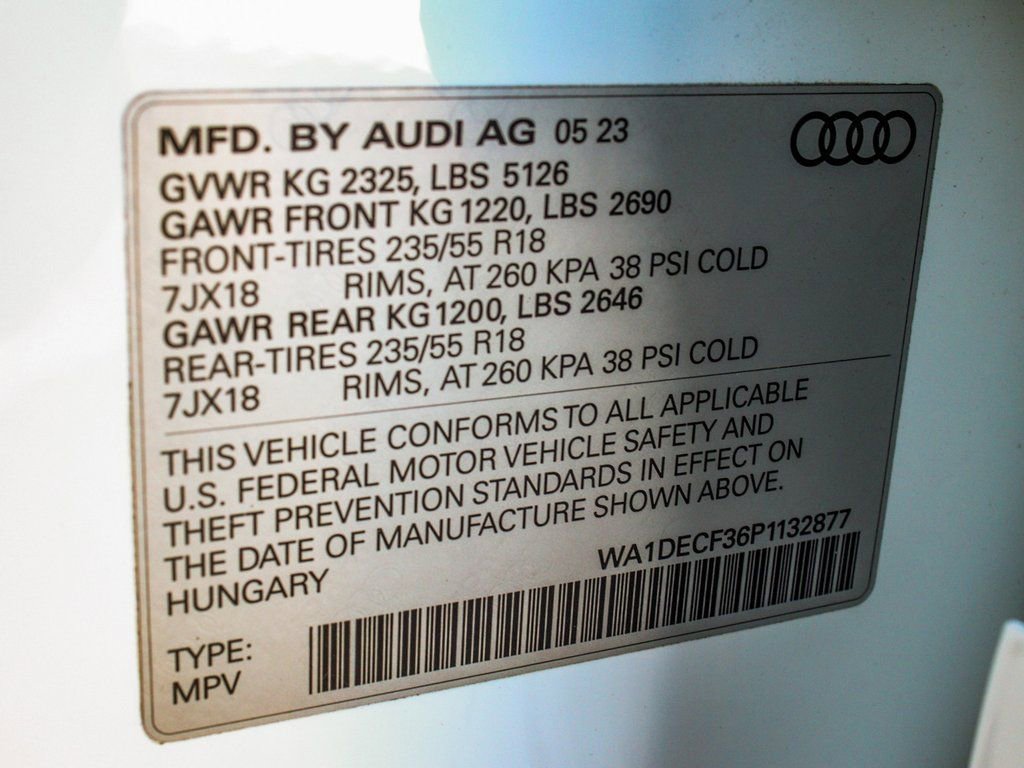 MFD. BY AUDI AG 05 23
GVWR KG 2325, LBS 5126
GAWR FRONT KG 1220, LBS 2690
FRONT-TIRES 235/55 R18
7JX18 RIMS, AT 260 KPA 38 PSI COLD
GAWR REAR KG 1200, LBS 2646
REAR-TIRES 235/55 R18
7JX18 RIMS, AT 260 KPA 38 PSI COLD
THIS VEHICLE CONFORMS TO ALL APPLICABLE
U.S. FEDERAL MOTOR VEHICLE SAFETY AND
THEFT PREVENTION STANDARDS IN EFFECT ON
THE DATE OF MANUFACTURE SHOWN ABOVE.
HUNGARY WA1DECF36P1132877
TYPE:
MPV